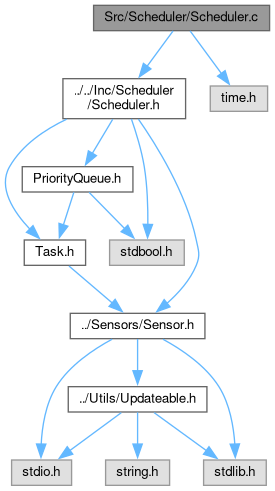 Src/Scheduler/Scheduler.c
../../Inc/Scheduler
/Scheduler.h
time.h
PriorityQueue.h
Task.h
stdbool.h
../Sensors/Sensor.h
../Utils/Updateable.h
stdio.h
string.h
stdlib.h